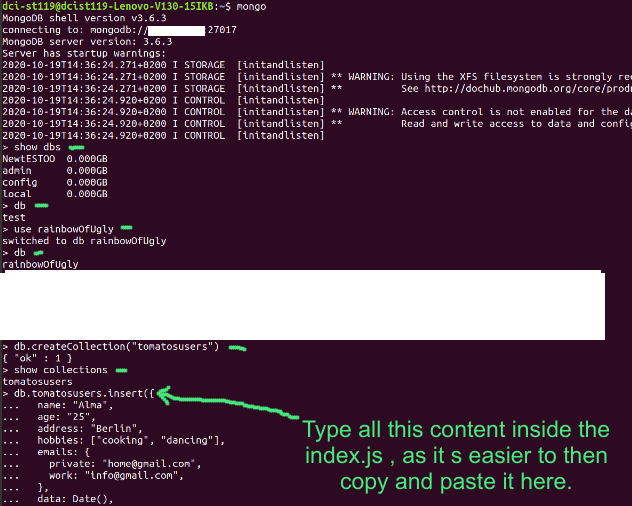 dci-st119@dcist119-Lenovo-V130-15IKB:~$ mongo
MongoDB shell version v3.6.3
connecting to: mongodb:// :27017
MongoDB server version: 3.6.3
Server has startup warnings:
2020-10-19T14:36:24.271+0200 I STORAGE  [initandlisten]
2020-10-19T14:36:24.271+0200 I STORAGE  [initandlisten] ** WARNING: Using the XFS filesystem is strongly rec
2020-10-19T14:36:24.271+0200 I STORAGE  [initandlisten] **          See http://dochub.mongodb.org/core/prodn
2020-10-19T14:36:24.920+0200 I CONTROL  [initandlisten]
2020-10-19T14:36:24.920+0200 I CONTROL  [initandlisten] ** WARNING: Access control is not enabled for the da
2020-10-19T14:36:24.920+0200 I CONTROL  [initandlisten] **          Read and write access to data and config
2020-10-19T14:36:24.920+0200 I CONTROL  [initandlisten]
> show dbs
NewtESTOO  0.000GB
admin      0.000GB
config     0.000GB
local      0.000GB
> db
test
> use rainbowOfUgly
switched to db rainbowOfUgly
> db
rainbowOfUgly
> db.createCollection("tomatosusers")
{ "ok" : 1 }
> show collections
tomatosusers
> db.tomatosusers.insert({
...   name: "Alma",
...   age: "25",
...   address: "Berlin",
...   hobbies: ["cooking", "dancing"],
...   emails: {
...     private: "home@gmail.com",
...     work: "info@gmail.com",
...   },
...   data: Date(),
Type all this content inside the
index.js , as it s easier to then
copy and paste it here.